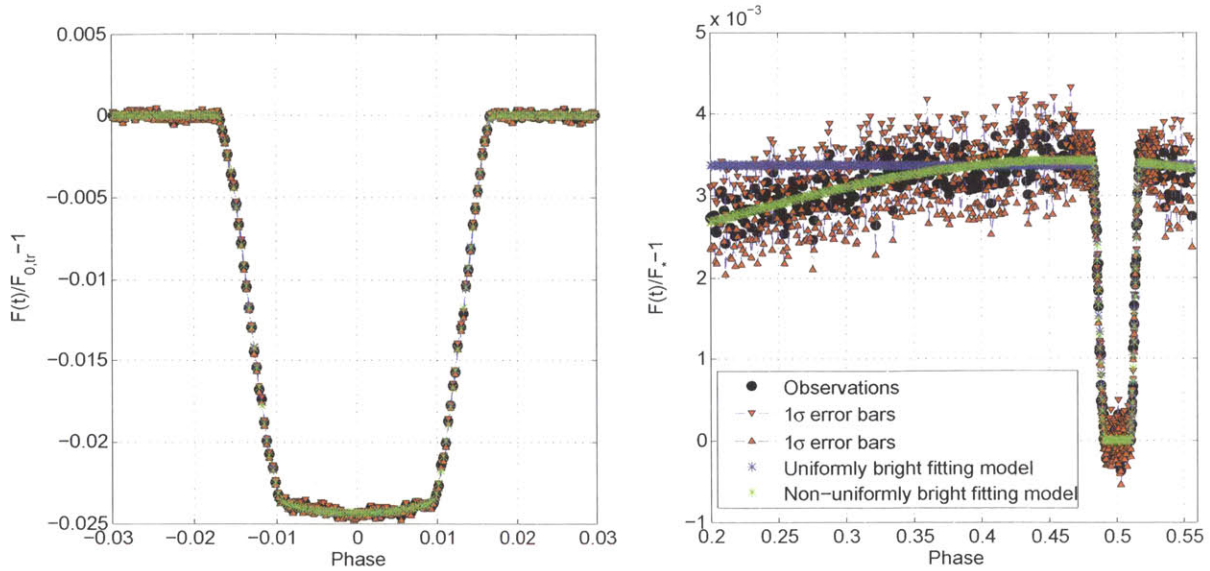 0.005
0
−0.005
−0.01
−0.015
−0.02
−0.025
−0.03
−0.02
−0.01
0
0.01
0.02
0.03
Phase
F(t)/F0,tr−1
5 x 10−3
4
3
2
1
0
−1
0.2
0.25
0.3
0.35
0.4
0.45
0.5
0.55
Phase
F(t)/F*−1
Observations
1σ error bars
1σ error bars
Uniformly bright fitting model
Non−uniformly bright fitting model